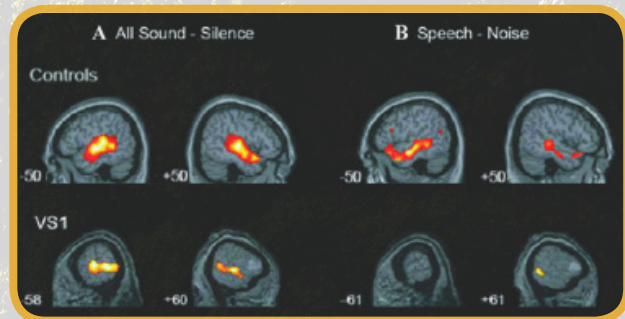 A All Sound - Silence
B Speech - Noise
Controls
-50
+50
-50
+50
VS1
58
+60
-61
+61